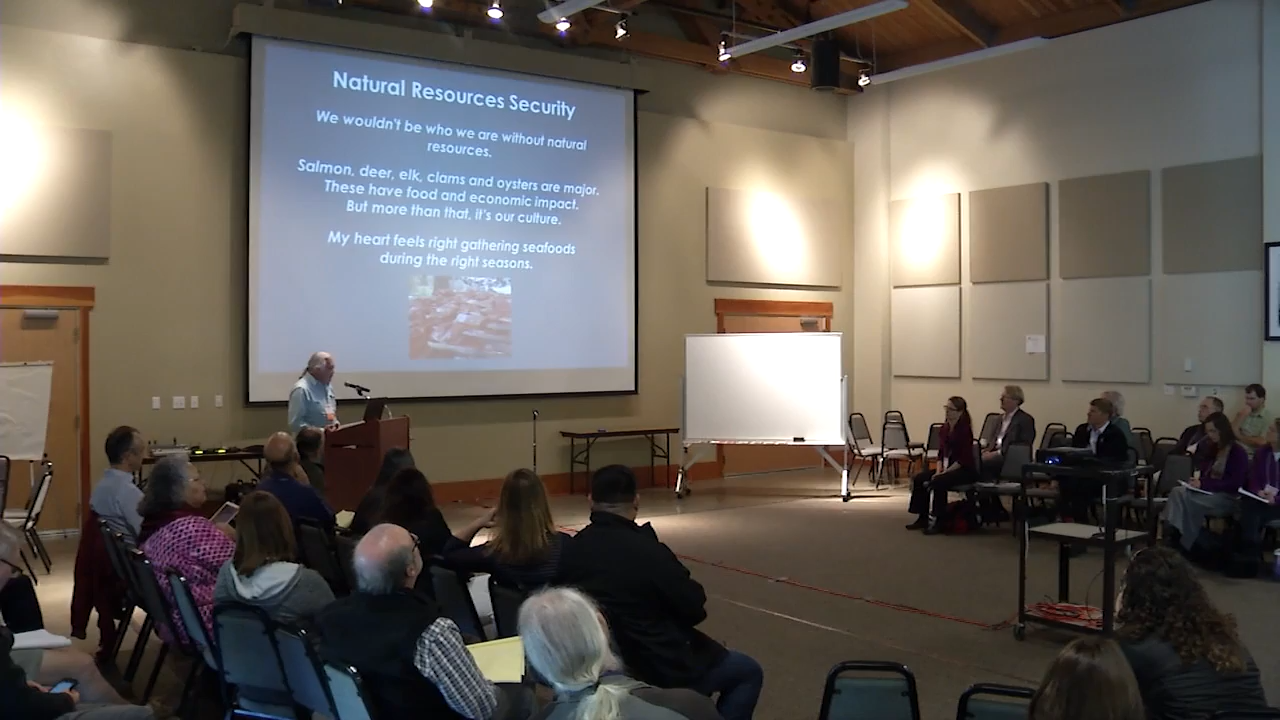 Natural Resources Security
We wouldn't be who we are without natural
resources.
Salmon, deer, elk, clams and oysters are major.
These have food and economic impact.
But more than that, it's our culture.
My heart feels right gathering seafoods
during the right seasons.